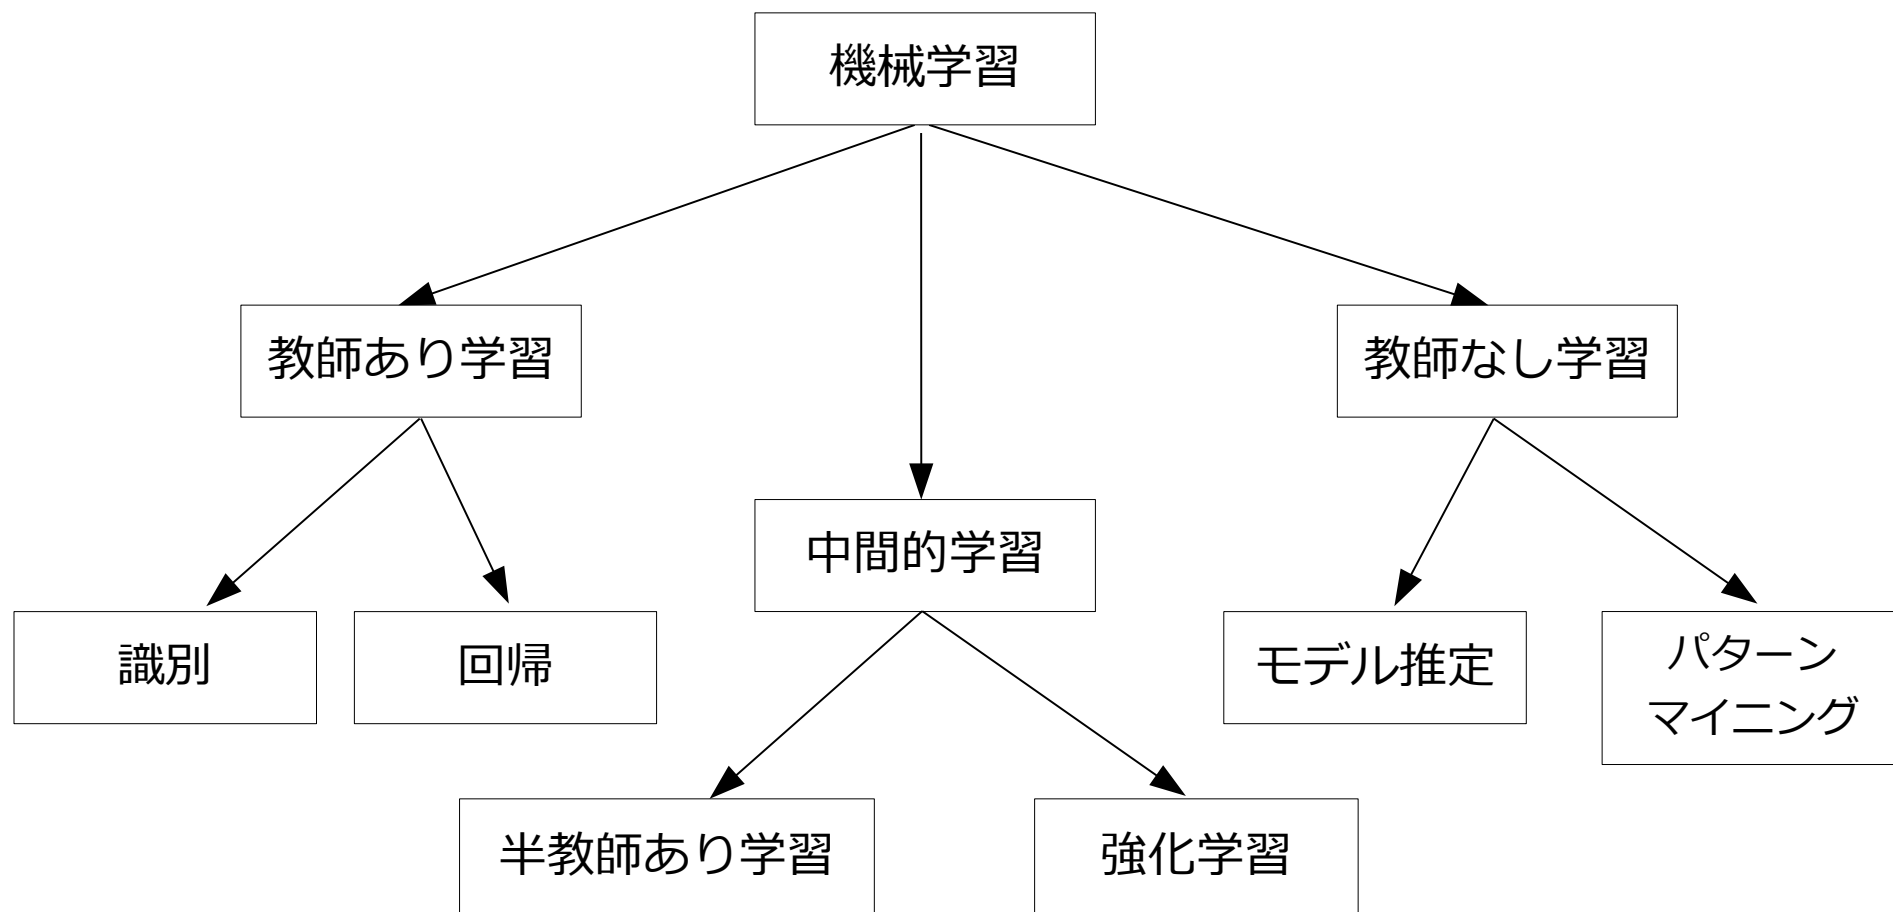 機械学習
教師あり学習
教師なし学習
中間的学習
識別
回帰
モデル推定
パターン
マイニング
半教師あり学習
強化学習